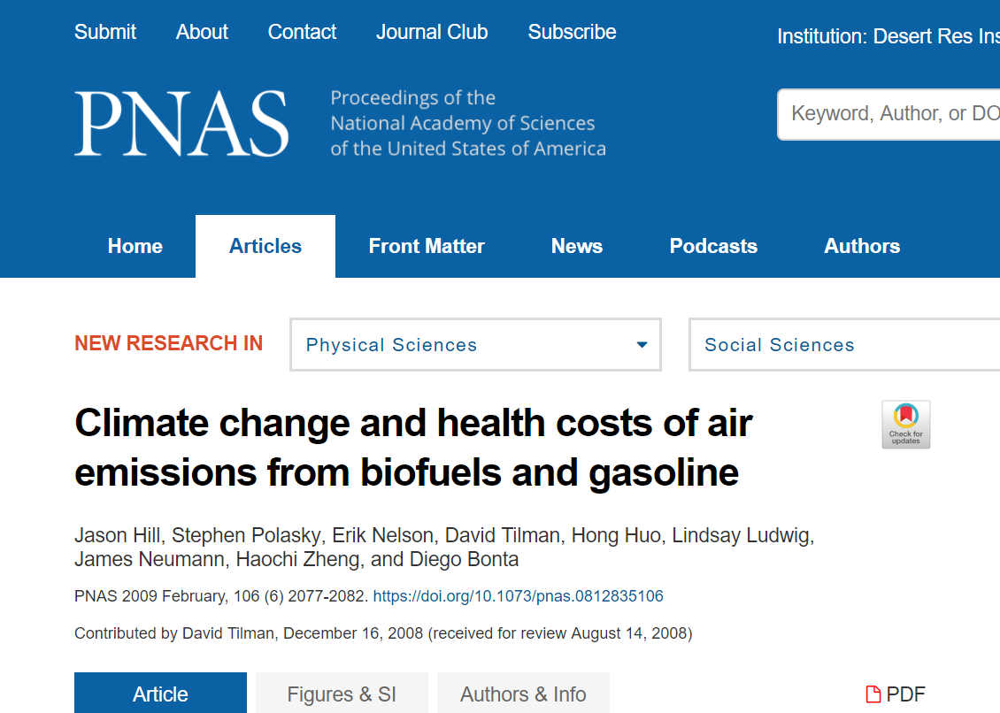 Submit About Contact Journal Club Subscribe
Institution: Desert Res Ins
PNAS
Proceedings of the
National Academy of Sciences
of the United States of America
Keyword, Author, or DO
Home Articles Front Matter News Podcasts Authors
NEW RESEARCH IN Physical Sciences Social Sciences
Climate change and health costs of air
emissions from biofuels and gasoline
Check for
updates
Jason Hill, Stephen Polasky, Erik Nelson, David Tilman, Hong Huo, Lindsay Ludwig,
James Neumann, Haochi Zheng, and Diego Bonta
PNAS 2009 February, 106 (6) 2077-2082. https://doi.org/10.1073/pnas.0812835106
Contributed by David Tilman, December 16, 2008 (received for review August 14, 2008)
Article Figures & SI Authors & Info PDF